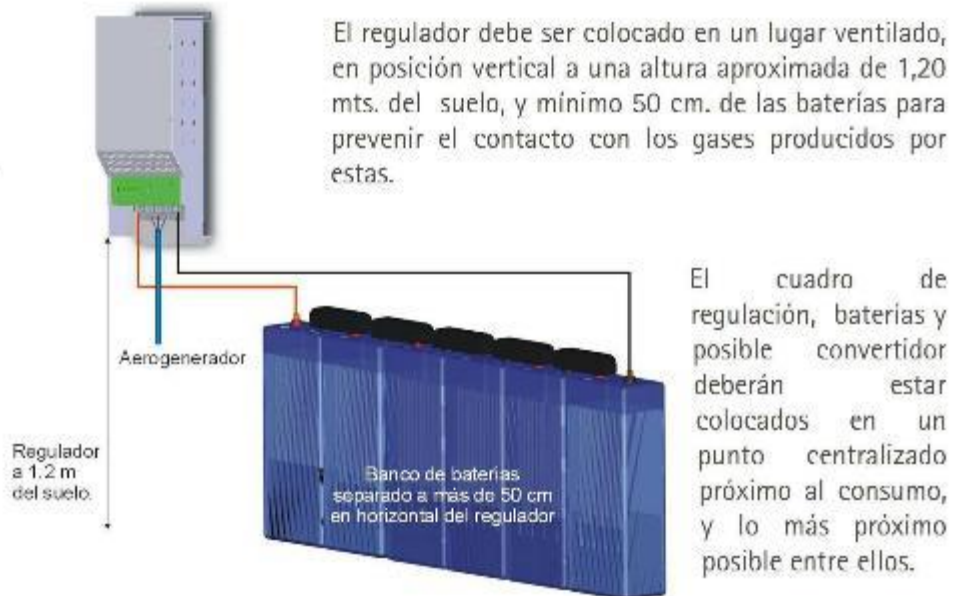 El regulador debe ser colocado en un lugar ventilado,
en posición vertical a una altura aproximada de 1,20
mts. del suelo, y mínimo 50 cm. de las baterías para
prevenir el contacto con los gases producidos por
estas.
El cuadro de
regulación, baterías y
posible convertidor
deberán estar
colocados en un
punto centralizado
próximo al consumo,
y lo más próximo
posible entre ellos.
Aerogenerador
Regulador
a 1,2 m
del suelo.
Banco de baterías
separado a más de 50 cm
en horizontal del regulador